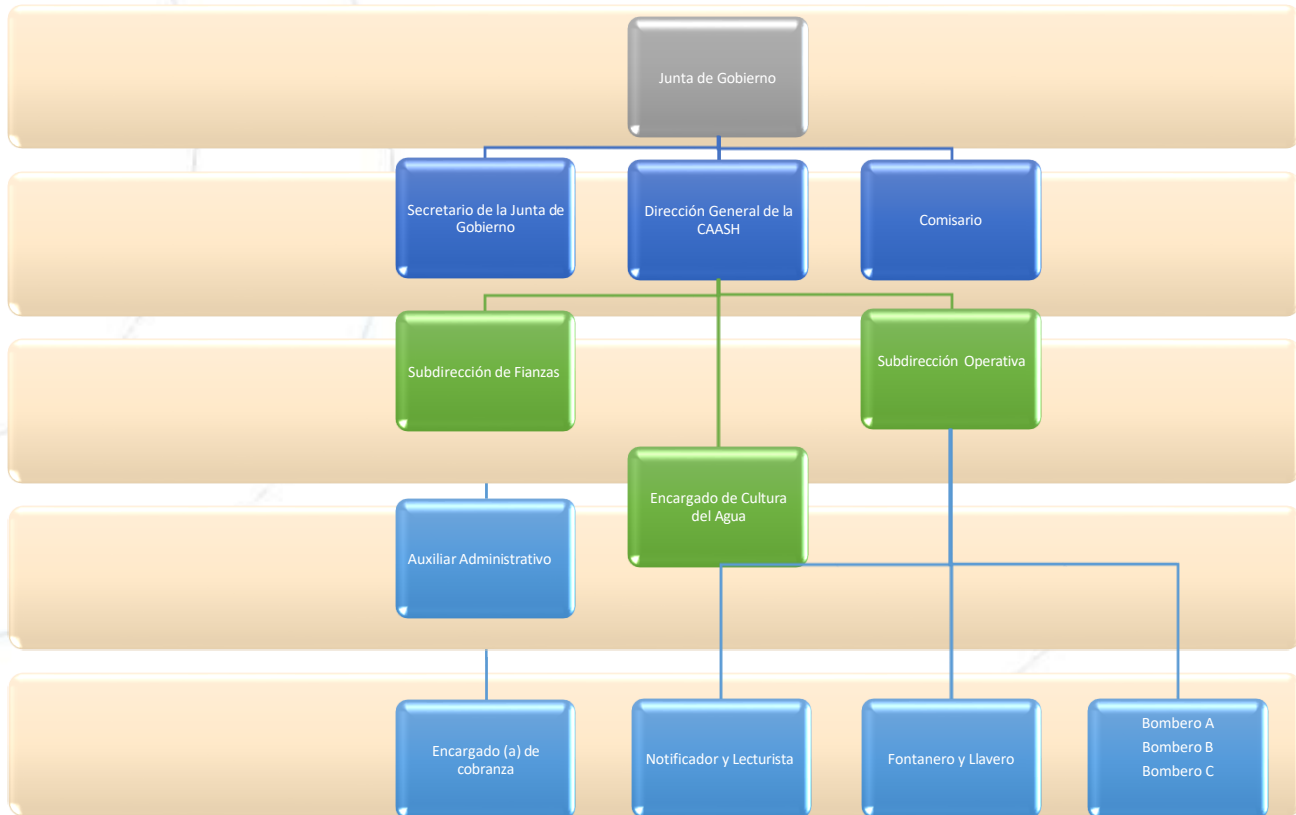 Junta de Gobierno
Secretario de la Junta de
Gobierno
Dirección General de la
CAASH
Comisario
Subdirección de Fianzas
Subdirección Operativa
Encargado de Cultura
del Agua
Auxiliar Administrativo
Encargado (a) de
cobranza
Notificador y Lecturista
Fontanero y Llavero
Bombero A
Bombero B
Bombero C